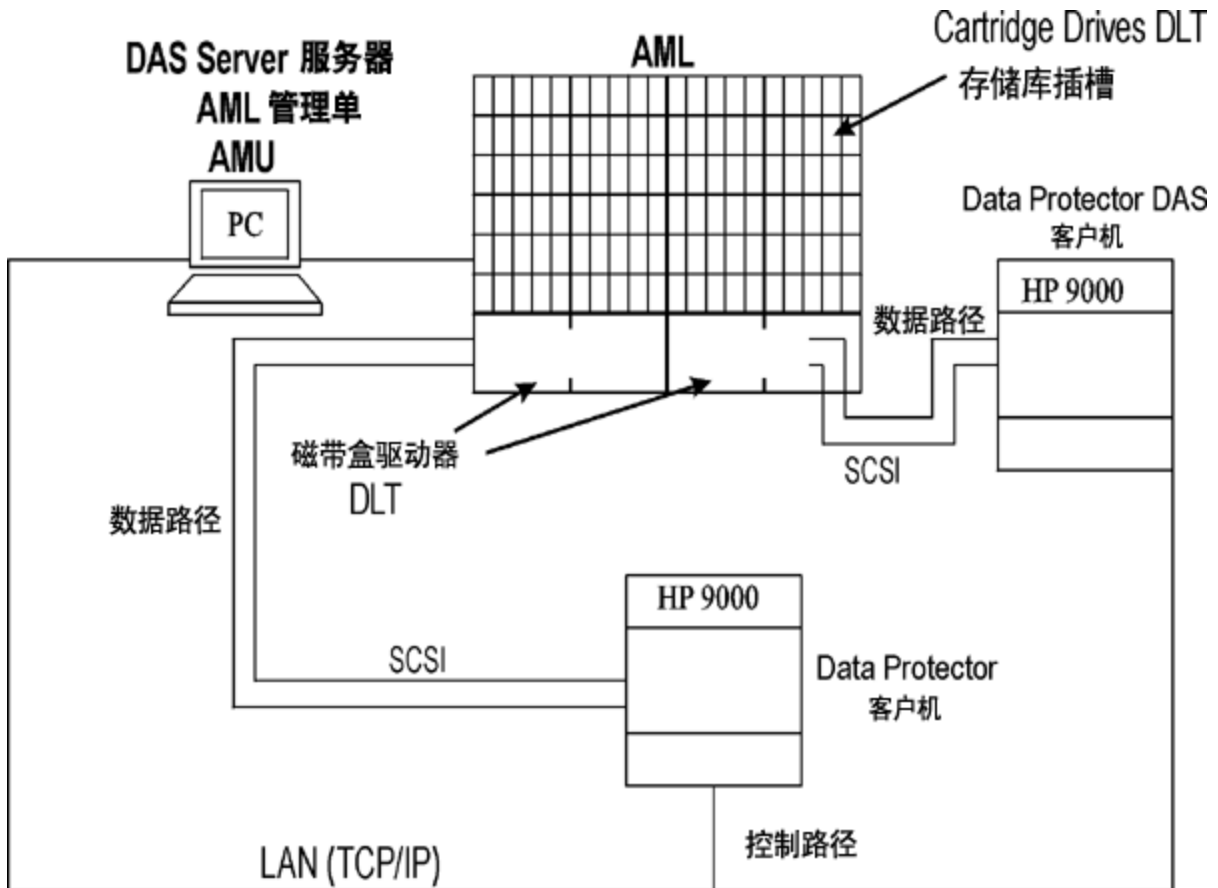 DAS Server 服务器
AML 管理单
AMU
PC
AML
Cartridge Drives DLT
存储库插槽
Data Protector DAS
客户机
HP 9000
数据路径
SCSI
磁带盒驱动器
DLT
数据路径
SCSI
HP 9000
Data Protector
客户机
控制路径
LAN (TCP/IP)